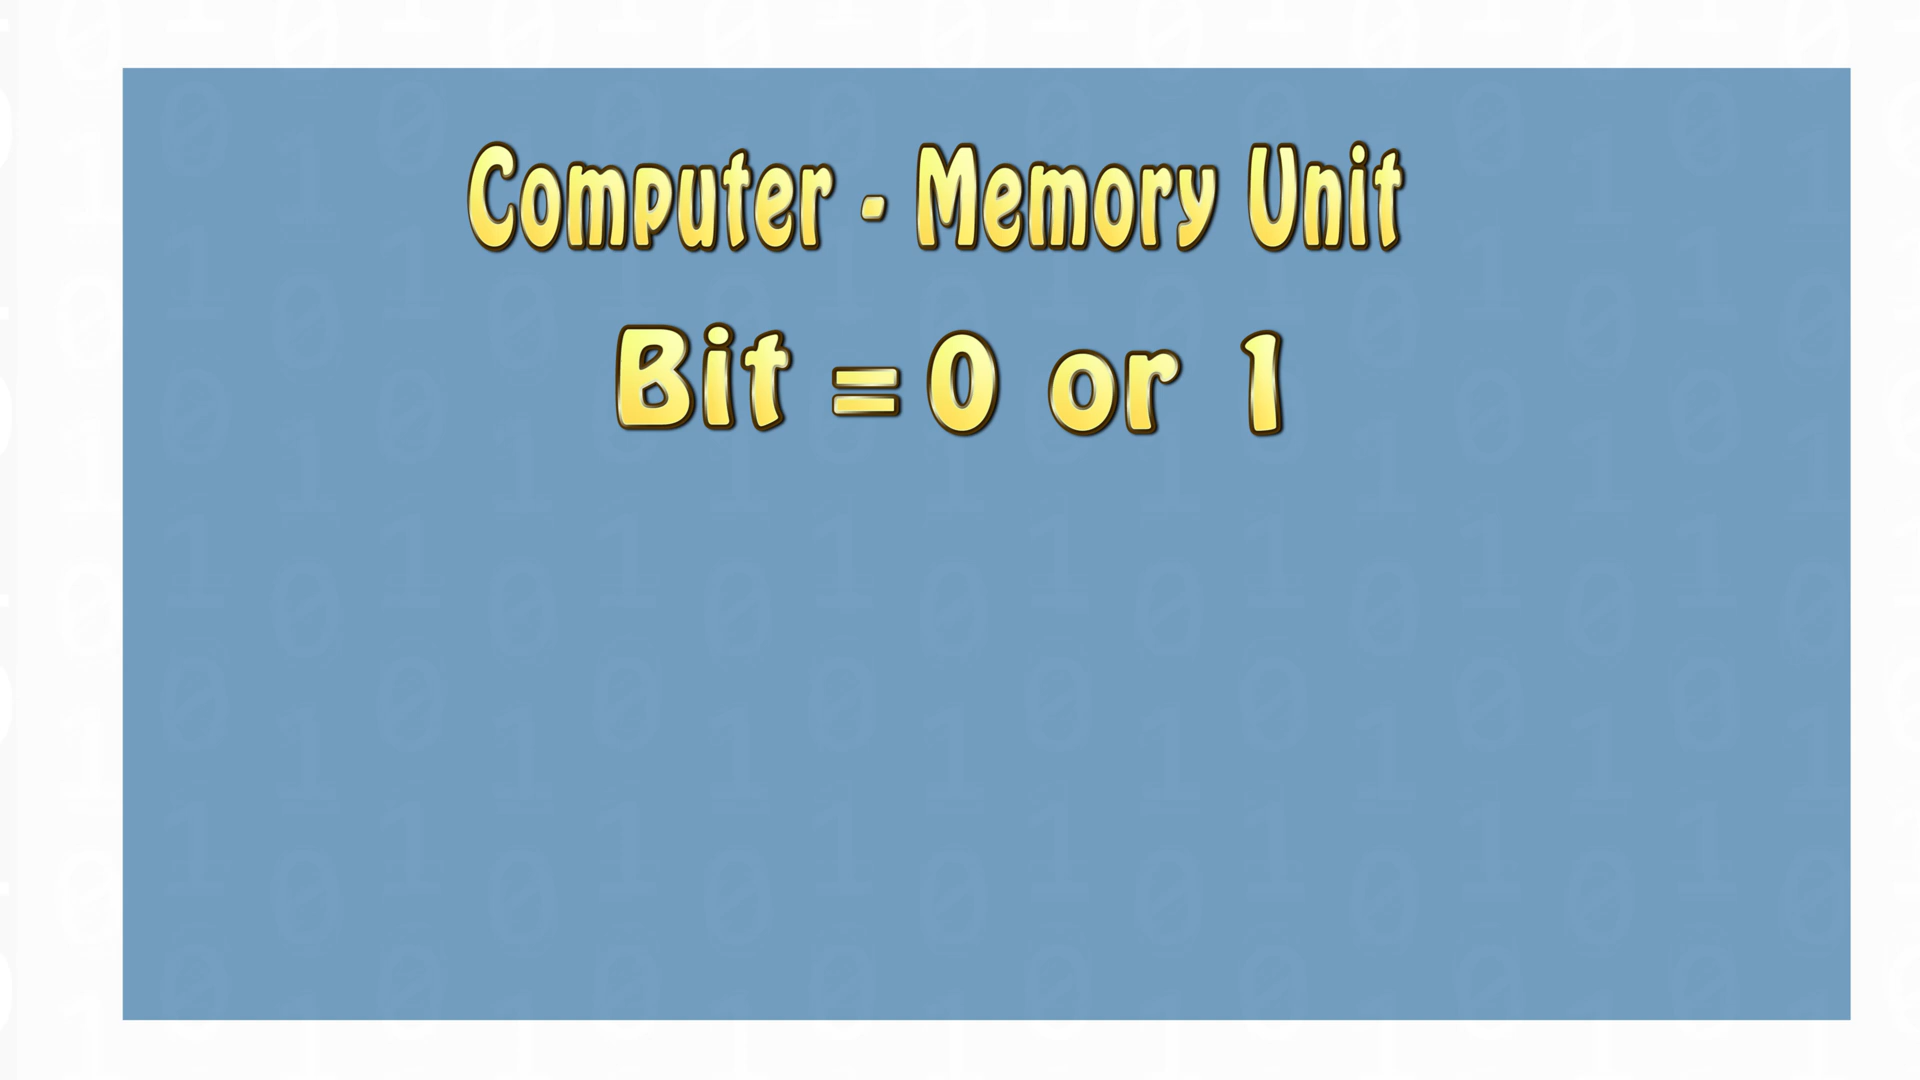 Computer - Memory Unit
Bit = 0 or 1